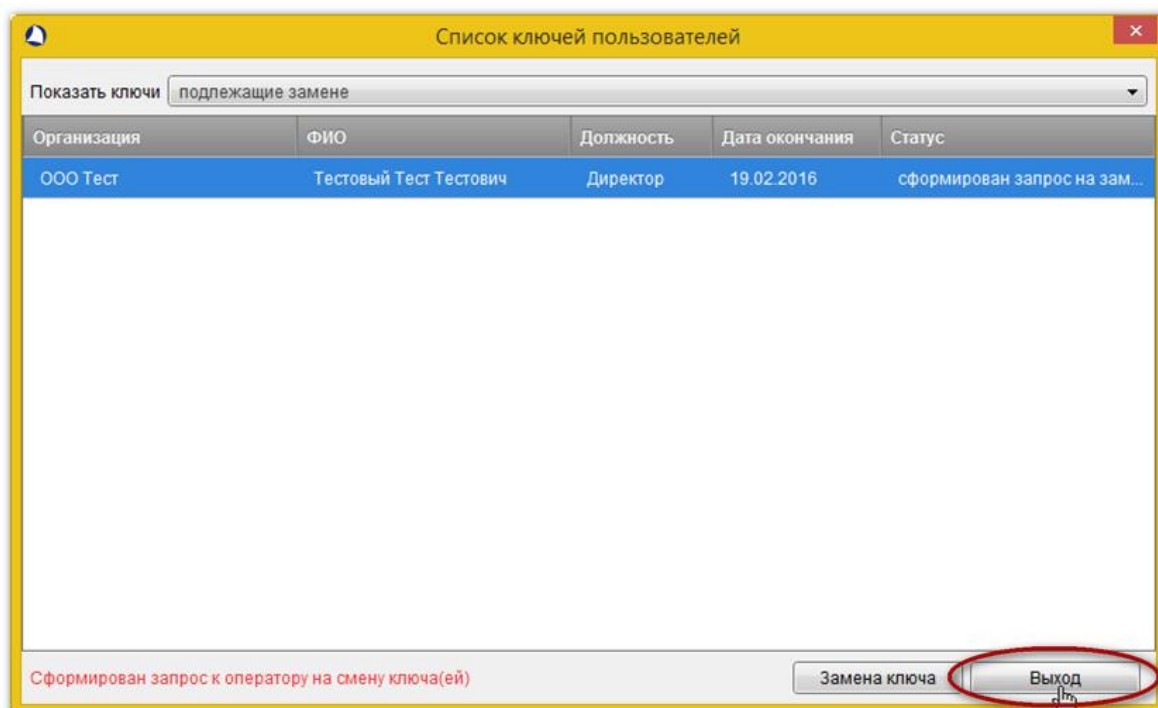 Список ключей пользователей
Показать ключи подлежащие замене
Организация ФИО Должность Дата окончания Статус
ООО Тест Тестовый Тест Тестович Директор 19.02.2016 сформирован запрос на зам...
Сформирован запрос к оператору на смену ключа(ей) Замена ключа Выход